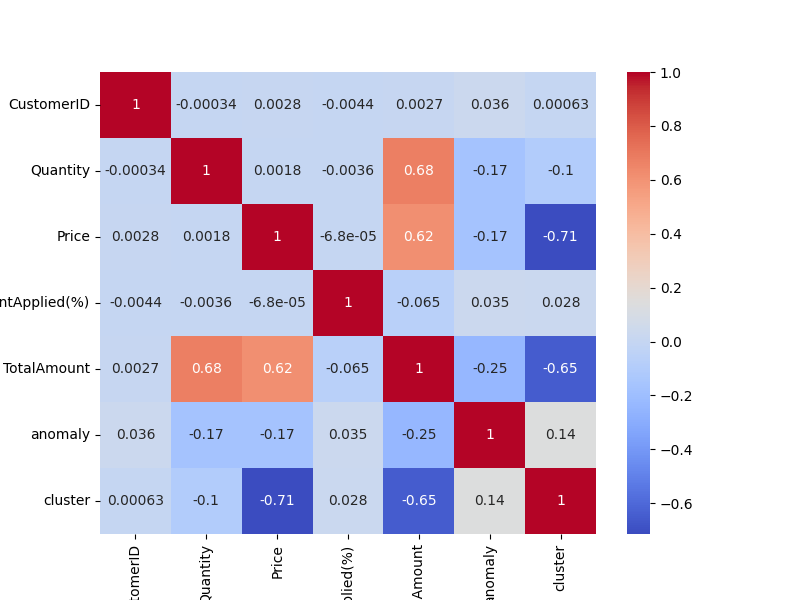 CustomerID 1 -0.00034 0.0028 -0.0044 0.0027 0.036 0.00063
Quantity -0.00034 1 0.0018 -0.0036 0.68 -0.17 -0.1
Price 0.0028 0.0018 1 -6.8e-05 0.62 -0.17 -0.71
ntApplied(%) -0.0044 -0.0036 -6.8e-05 1 -0.065 0.035 0.028
TotalAmount 0.0027 0.68 0.62 -0.065 1 -0.25 -0.65
anomaly 0.036 -0.17 -0.17 0.035 -0.25 1 0.14
cluster 0.00063 -0.1 -0.71 0.028 -0.65 0.14 1
tomerID
Quantity
Price
plied(%)
Amount
anomaly
cluster
1.0
0.8
0.6
0.4
0.2
0.0
−0.2
−0.4
−0.6